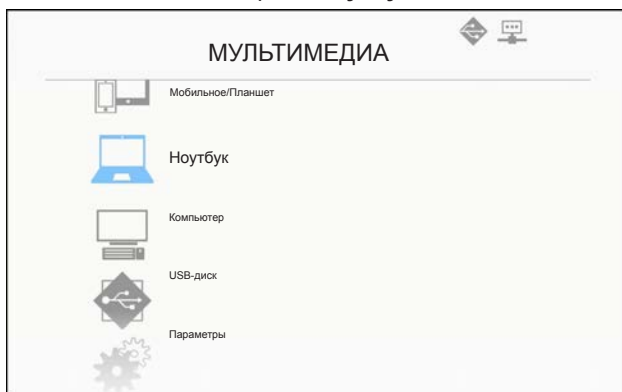 МУЛЬТИМЕДИА
Мобильное/Планшет
Ноутбук
Компьютер
USB-диск
Параметры